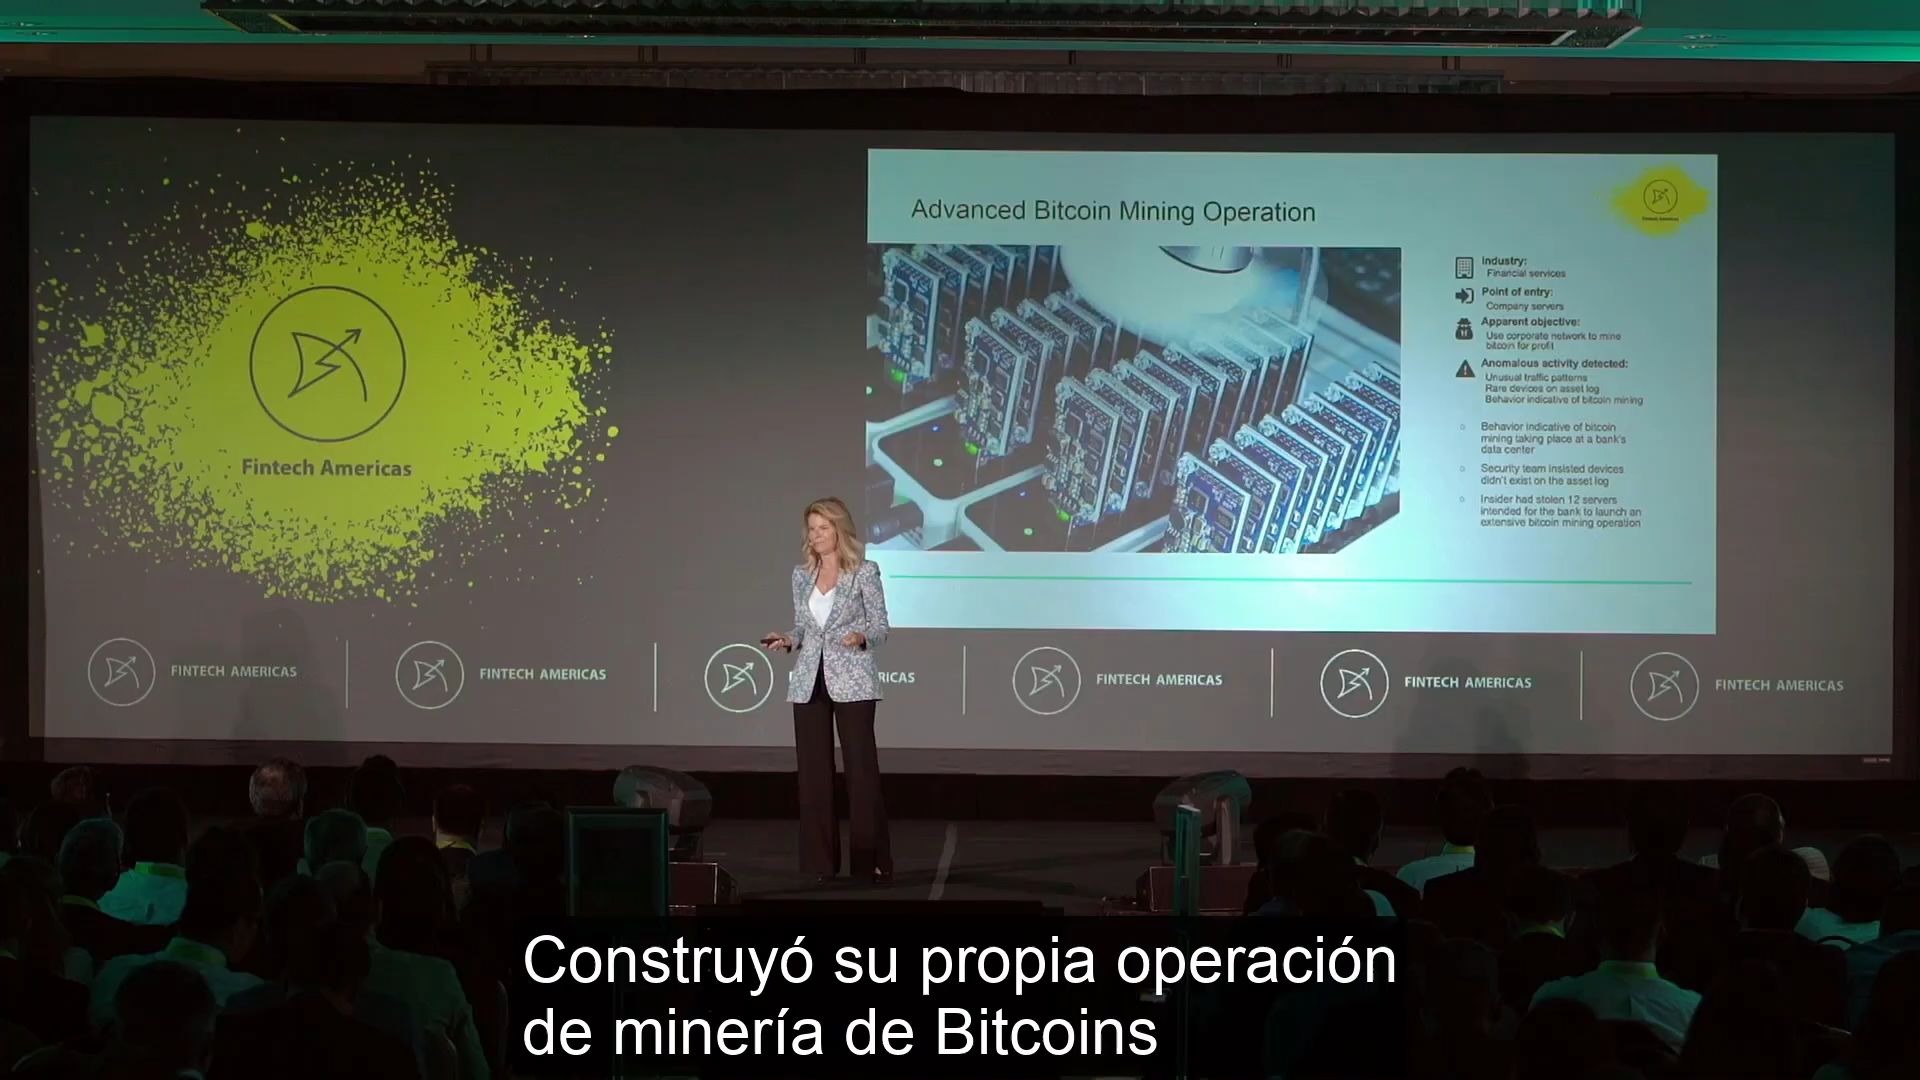 Advanced Bitcoin Mining Operation
Fintech Americas
Industry:
Financial services
Point of entry:
Company servers
Apparent objective:
Use corporate network to mine
bitcoin for profit
Anomalous activity detected:
Unusual traffic patterns
Rare devices on asset log
Behavior indicative of bitcoin mining
Behavior indicative of bitcoin
mining taking place at a bank's
data center
Security team insisted devices
didn't exist on the asset log
Insider had stolen 12 servers
intended for the bank to launch an
extensive bitcoin mining operation
Fintech Americas
FINTECH AMERICAS
FINTECH AMERICAS
RICAS
FINTECH AMERICAS
FINTECH AMERICAS
FINTECH AMERICAS
Construyó su propia operación
de minería de Bitcoins